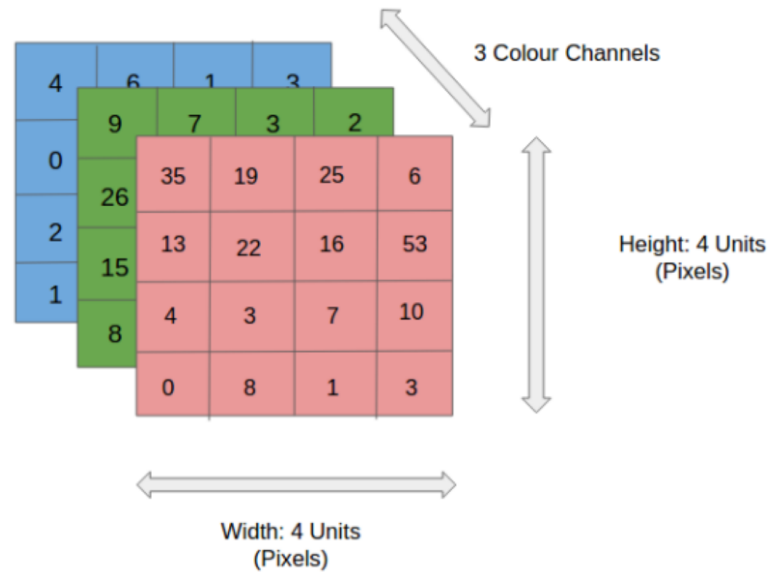 3 Colour Channels
4 6 1 3
9 7 3 2
0
35 19 25 6
26
13 22 16 53
2
15
4 3 7 10
1
8
0 8 1 3
Height: 4 Units
(Pixels)
Width: 4 Units
(Pixels)